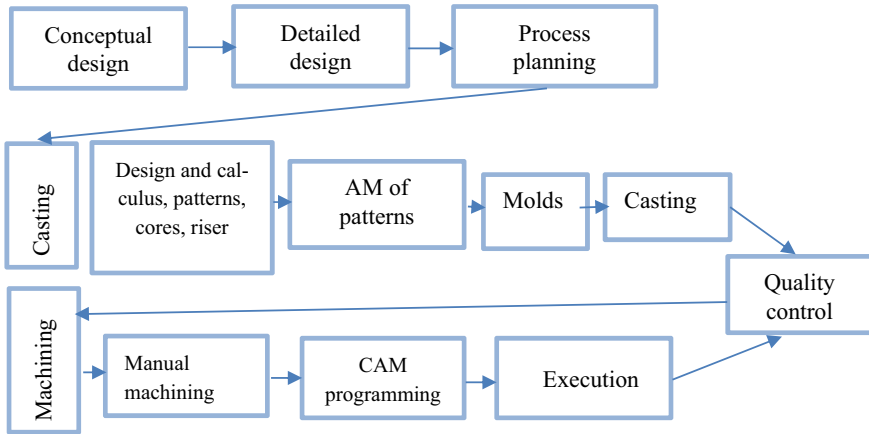 Conceptual
design
Detailed
design
Process
planning
Casting
Design and cal-
culus, patterns,
cores, riser
AM of
patterns
Molds
Casting
Quality
control
Machining
Manual
machining
CAM
programming
Execution